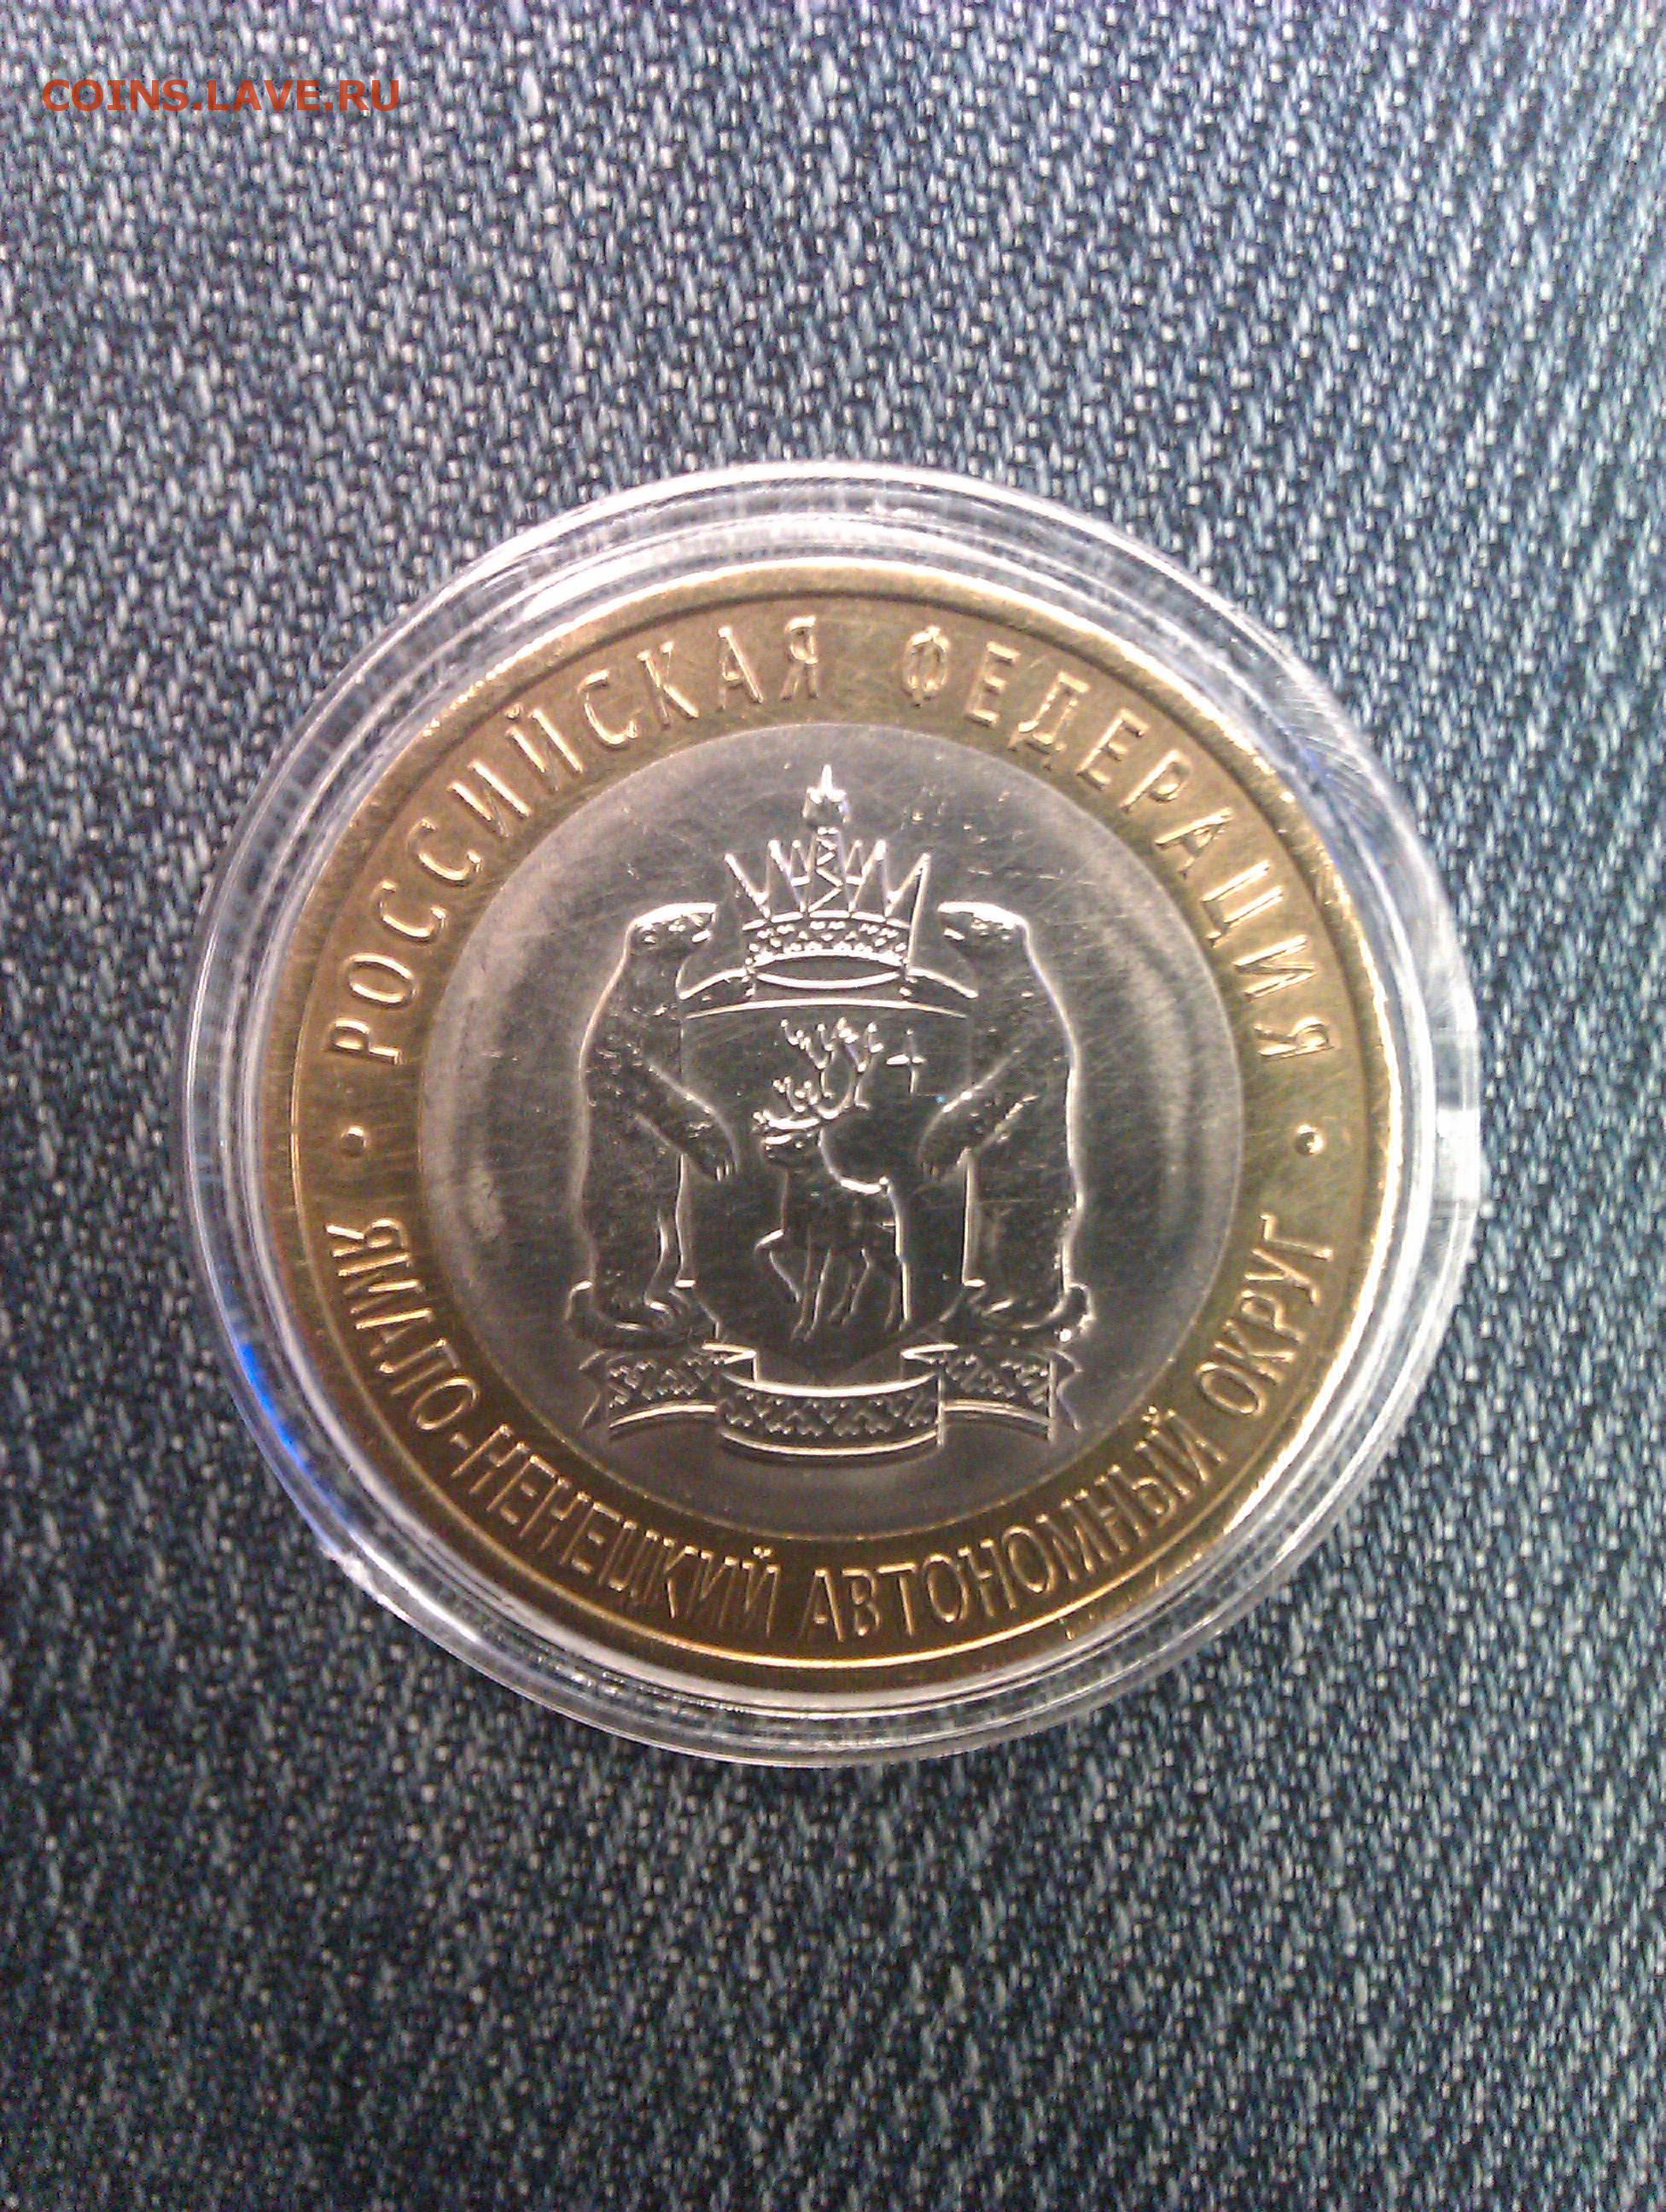 COINS.LAVE.RU
РОССИЙСКАЯ ФЕДЕРАЦИЯ
ЯМАЛО-НЕНЕЦКИЙ АВТОНОМНЫЙ ОКРУГ